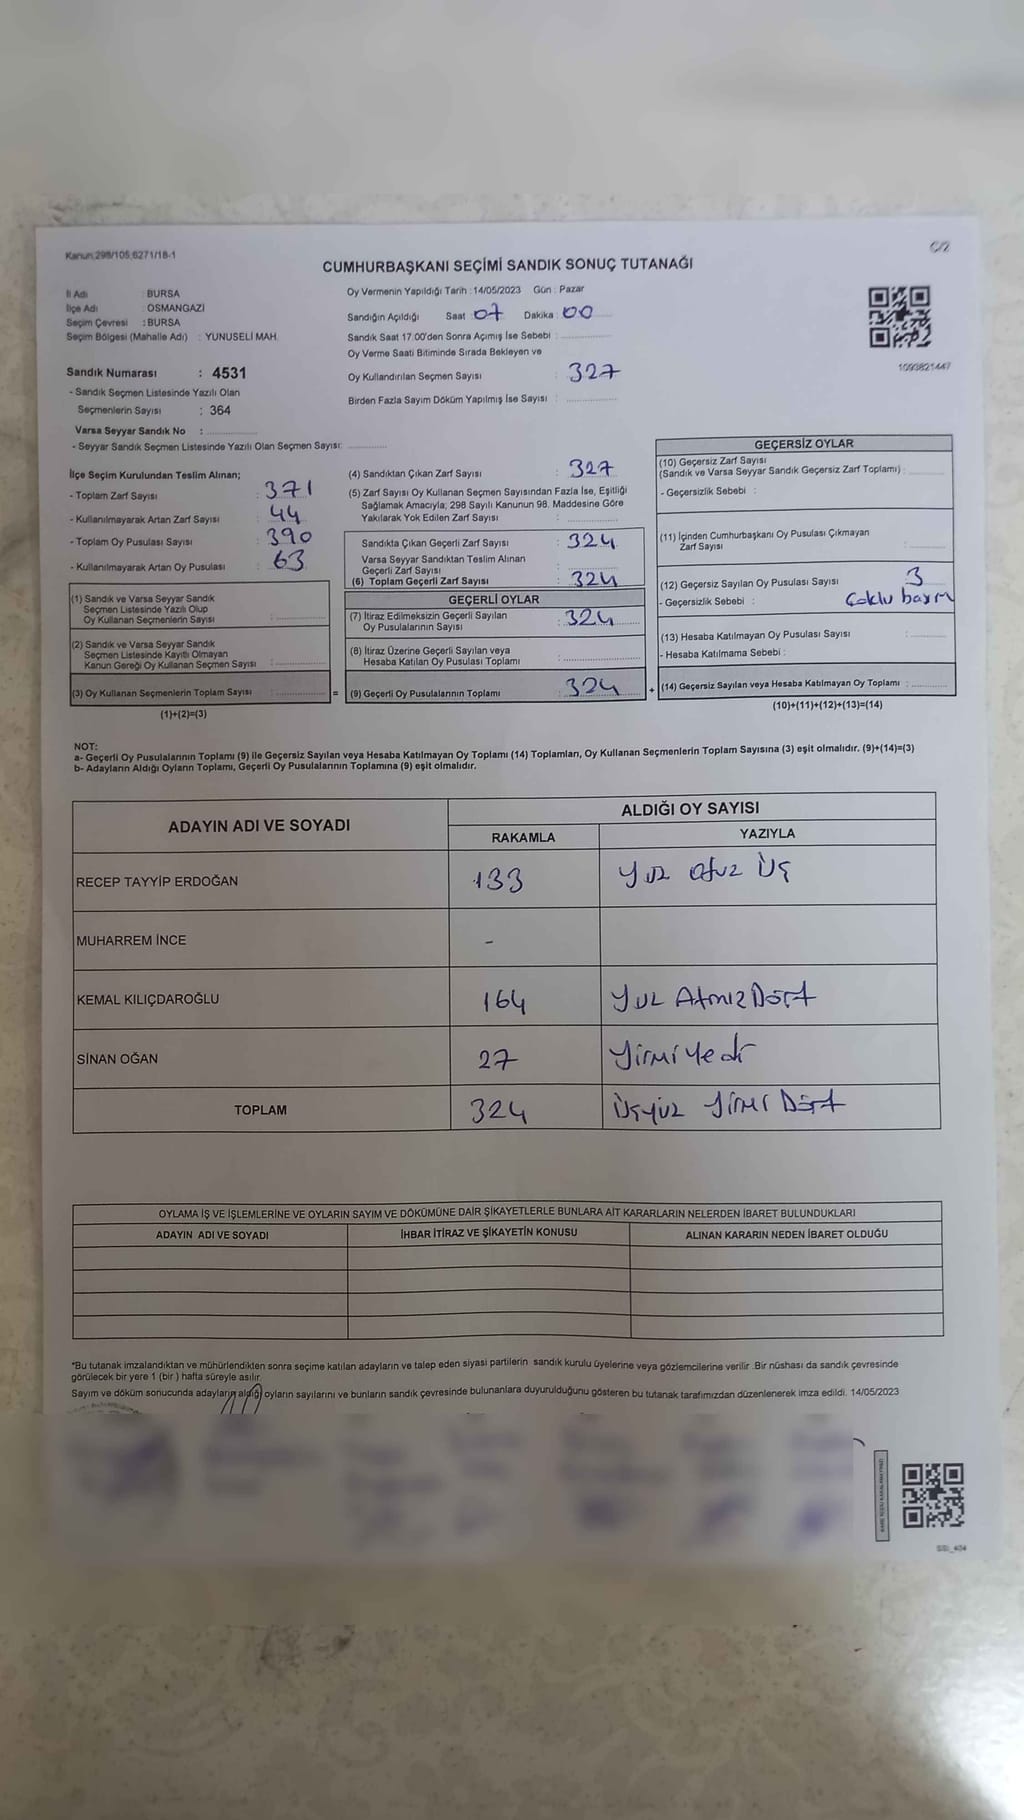 Kanun:298/105;6271/18-1
C/2
CUMHURBAŞKANI SEÇİMİ SANDIK SONUÇ TUTANAĞI
İl Adı : BURSA
İlçe Adı : OSMANGAZİ
Seçim Çevresi : BURSA
Seçim Bölgesi (Mahalle Adı) : YUNUSELİ MAH.
Sandık Numarası : 4531
- Sandık Seçmen Listesinde Yazılı Olan
Seçmenlerin Sayısı : 364
Varsa Seyyar Sandık No :
- Seyyar Sandık Seçmen Listesinde Yazılı Olan Seçmen Sayısı:
Oy Vermenin Yapıldığı Tarih : 14/05/2023 Gün : Pazar
Sandığın Açıldığı Saat : 07 Dakika : 00
Sandık Saat 17.00'den Sonra Açımış İse Sebebi :
Oy Verme Saati Bitiminde Sırada Bekleyen ve
Oy Kullandırılan Seçmen Sayısı : 327
Birden Fazla Sayım Döküm Yapılmış İse Sayısı :
1093821447
İlçe Seçim Kurulundan Teslim Alınan;
- Toplam Zarf Sayısı : 371
- Kullanılmayarak Artan Zarf Sayısı : 44
- Toplam Oy Pusulası Sayısı : 390
- Kullanılmayarak Artan Oy Pusulası : 63
(1) Sandık ve Varsa Seyyar Sandık
Seçmen Listesinde Yazılı Olup
Oy Kullanan Seçmenlerin Sayısı :
(2) Sandık ve Varsa Seyyar Sandık
Seçmen Listesinde Kayıtlı Olmayan
Kanun Gereği Oy Kullanan Seçmen Sayısı :
(3) Oy Kullanan Seçmenlerin Toplam Sayısı :
(1)+(2)=(3)
(4) Sandıktan Çıkan Zarf Sayısı : 327
(5) Zarf Sayısı Oy Kullanan Seçmen Sayısından Fazla İse, Eşitliği
Sağlamak Amacıyla; 298 Sayılı Kanunun 98. Maddesine Göre
Yakılarak Yok Edilen Zarf Sayısı :
Sandıkta Çıkan Geçerli Zarf Sayısı : 324
Varsa Seyyar Sandıktan Teslim Alınan
Geçerli Zarf Sayısı :
(6) Toplam Geçerli Zarf Sayısı : 324
GEÇERLİ OYLAR
(7) İtiraz Edilmeksizin Geçerli Sayılan
Oy Pusulalarının Sayısı : 324
(8) İtiraz Üzerine Geçerli Sayılan veya
Hesaba Katılan Oy Pusulası Toplamı :
= (9) Geçerli Oy Pusulalarının Toplamı : 324
GEÇERSİZ OYLAR
(10) Geçersiz Zarf Sayısı
(Sandık ve Varsa Seyyar Sandık Geçersiz Zarf Toplamı) :
- Geçersizlik Sebebi :
(11) İçinden Cumhurbaşkanı Oy Pusulası Çıkmayan
Zarf Sayısı :
(12) Geçersiz Sayılan Oy Pusulası Sayısı : 3
- Geçersizlik Sebebi : Çoklu basım
(13) Hesaba Katılmayan Oy Pusulası Sayısı :
- Hesaba Katılmama Sebebi :
+ (14) Geçersiz Sayılan veya Hesaba Katılmayan Oy Toplamı :
(10)+(11)+(12)+(13)=(14)
NOT:
a- Geçerli Oy Pusulalarının Toplamı (9) ile Geçersiz Sayılan veya Hesaba Katılmayan Oy Toplamı (14) Toplamları, Oy Kullanan Seçmenlerin Toplam Sayısına (3) eşit olmalıdır. (9)+(14)=(3)
b- Adayların Aldığı Oyların Toplamı, Geçerli Oy Pusulalarının Toplamına (9) eşit olmalıdır.
ADAYIN ADI VE SOYADI
ALDIĞI OY SAYISI
RAKAMLA YAZIYLA
RECEP TAYYİP ERDOĞAN 133 Yüz otuz Üç
MUHARREM İNCE -
KEMAL KILIÇDAROĞLU 164 Yüz Atmız Dört
SİNAN OĞAN 27 Yirmi Yedi
TOPLAM 324 Üçyüz Yirmi Dört
OYLAMA İŞ VE İŞLEMLERİNE VE OYLARIN SAYIM VE DÖKÜMÜNE DAİR ŞİKAYETLERLE BUNLARA AİT KARARLARIN NELERDEN İBARET BULUNDUKLARI
ADAYIN ADI VE SOYADI İHBAR İTİRAZ VE ŞİKAYETİN KONUSU ALINAN KARARIN NEDEN İBARET OLDUĞU
*Bu tutanak imzalandıktan ve mühürlendikten sonra seçime katılan adayların ve talep eden siyasi partilerin sandık kurulu üyelerine veya gözlemcilerine verilir .Bir nüshası da sandık çevresinde
görülecek bir yere 1 (bir ) hafta süreyle asılır.
Sayım ve döküm sonucunda adayların aldığı oyların sayılarını ve bunların sandık çevresinde bulunanlara duyurulduğunu gösteren bu tutanak tarafımızdan düzenlenerek imza edildi. 14/05/2023